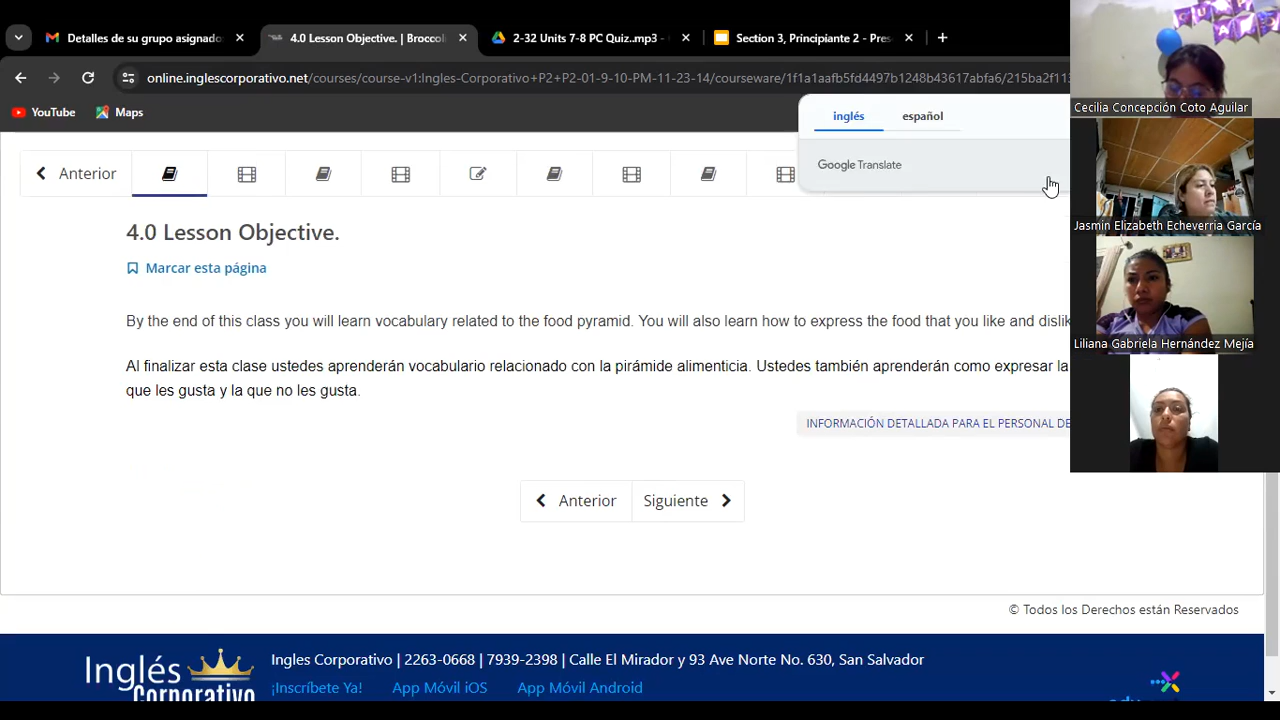 Detalles de su grupo asignado
4.0 Lesson Objective. | Broccoli
2-32 Units 7-8 PC Quiz..mp3 -
Section 3, Principiante 2 - Pres
online.inglescorporativo.net/courses/course-v1:Ingles-Corporativo+P2+P2-01-9-10-PM-11-23-14/courseware/1f1a1aafb5fd4497b1248b43617abfa6/215ba2f113
YouTube
Maps
inglés
español
Google Translate
Anterior
4.0 Lesson Objective.
Marcar esta página
By the end of this class you will learn vocabulary related to the food pyramid. You will also learn how to express the food that you like and dislik
Al finalizar esta clase ustedes aprenderán vocabulario relacionado con la pirámide alimenticia. Ustedes también aprenderán como expresar la
que les gusta y la que no les gusta.
INFORMACIÓN DETALLADA PARA EL PERSONAL DE
Anterior
Siguiente
© Todos los Derechos están Reservados
Inglés
Corporativo
Ingles Corporativo | 2263-0668 | 7939-2398 | Calle El Mirador y 93 Ave Norte No. 630, San Salvador
¡Inscríbete Ya!
App Móvil iOS
App Móvil Android
Cecilia Concepción Coto Aguilar
Jasmin Elizabeth Echeverria García
Liliana Gabriela Hernández Mejía